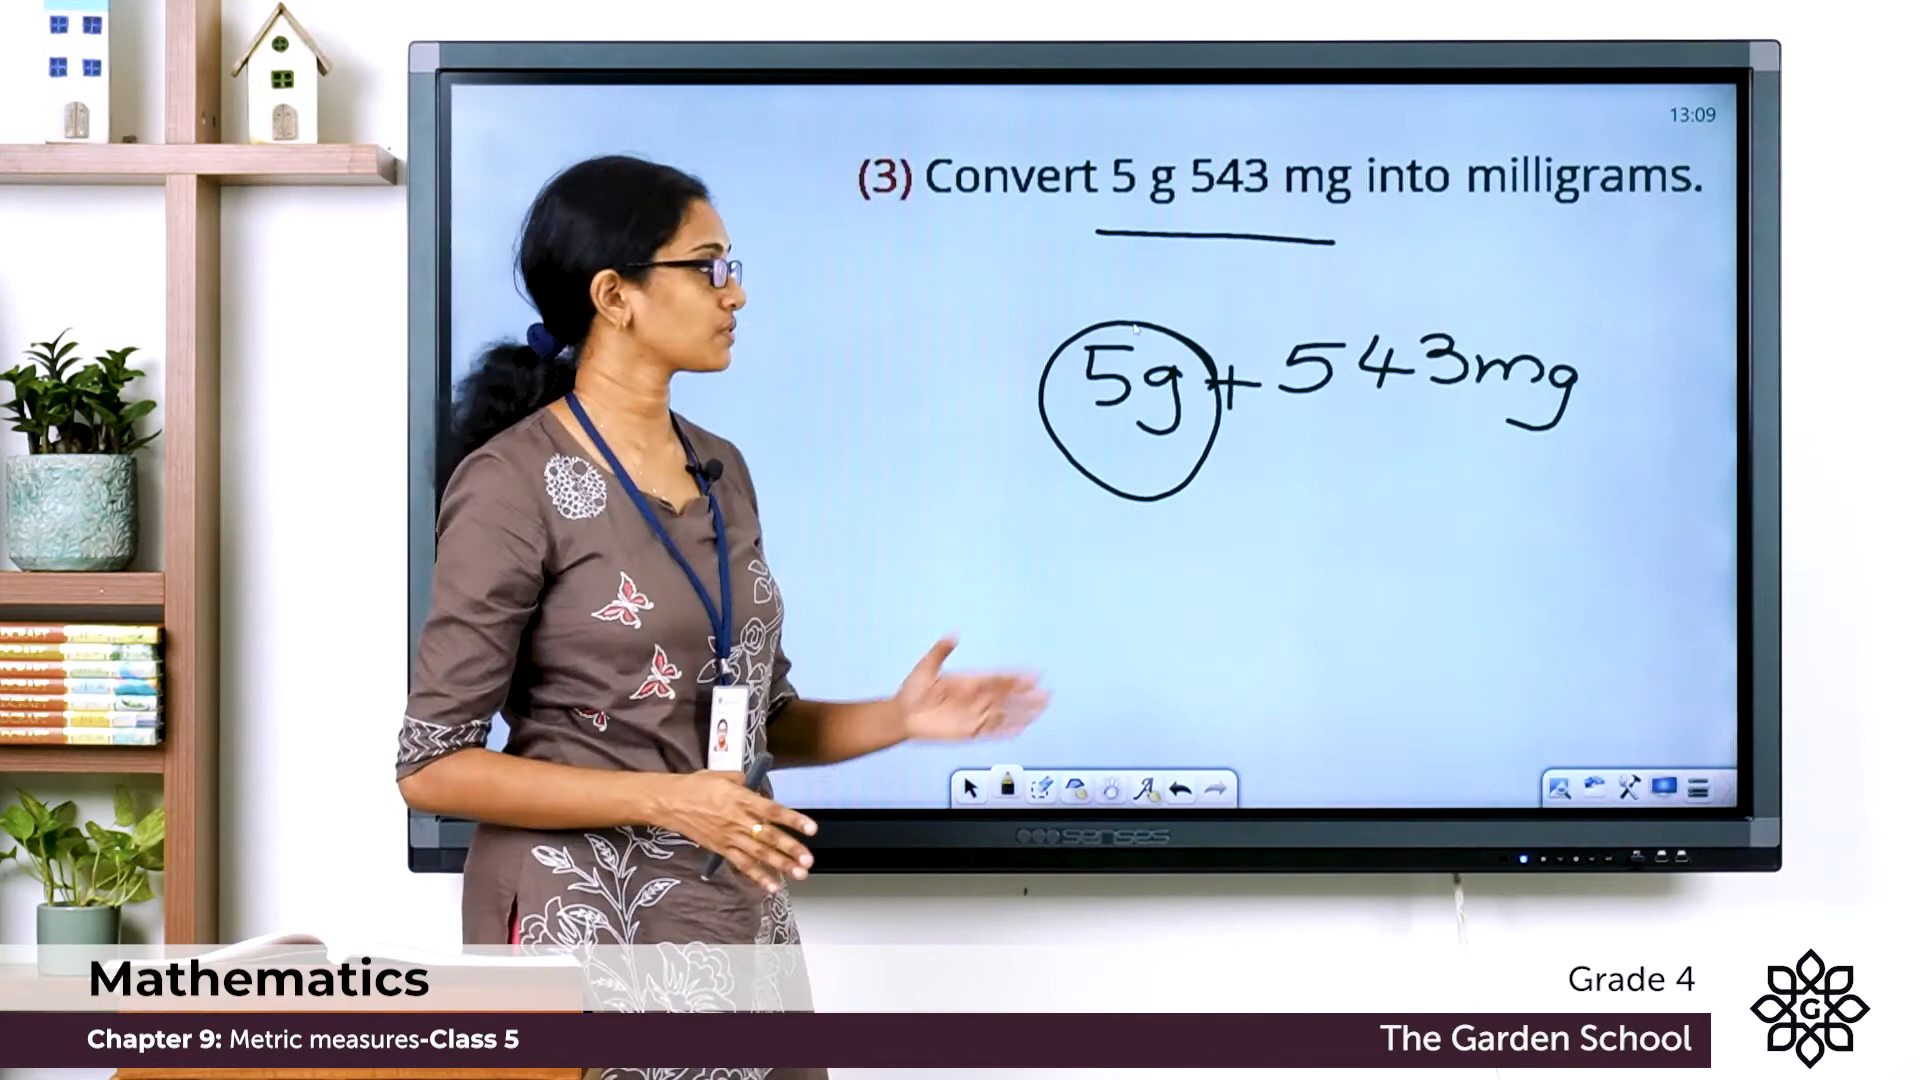 13:09
(3) Convert 5 g 543 mg into milligrams.
5g + 543mg
senses
Mathematics
Grade 4
Chapter 9: Metric measures-Class 5
The Garden School
G